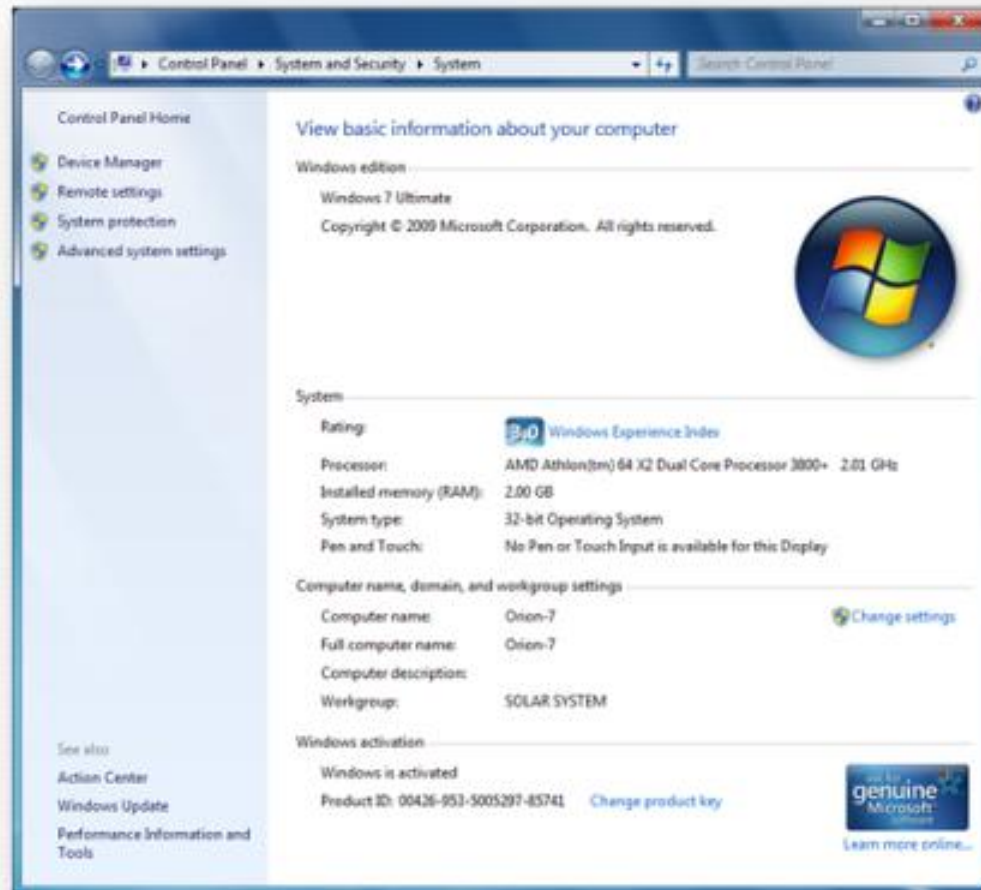 Control Panel ▸ System and Security ▸ System
Search Control Panel
Control Panel Home
Device Manager
Remote settings
System protection
Advanced system settings
View basic information about your computer
Windows edition
Windows 7 Ultimate
Copyright © 2009 Microsoft Corporation. All rights reserved.
System
Rating: 3.0 Windows Experience Index
Processor: AMD Athlon(tm) 64 X2 Dual Core Processor 3800+ 2.01 GHz
Installed memory (RAM): 2.00 GB
System type: 32-bit Operating System
Pen and Touch: No Pen or Touch Input is available for this Display
Computer name, domain, and workgroup settings
Computer name: Orion-7 Change settings
Full computer name: Orion-7
Computer description:
Workgroup: SOLAR SYSTEM
Windows activation
Windows is activated
Product ID: 00426-953-5005297-85741 Change product key
See also
Action Center
Windows Update
Performance Information and
Tools
ask for
genuine
Microsoft
software
Learn more online...